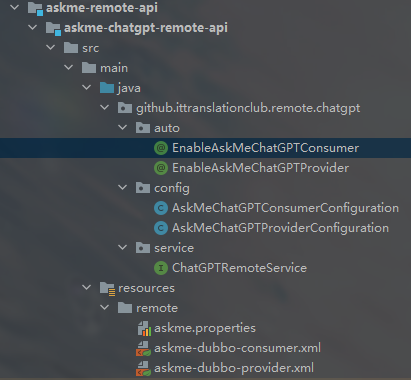 askme-remote-api
askme-chatgpt-remote-api
src
main
java
github.ittranslationclub.remote.chatgpt
auto
EnableAskMeChatGPTConsumer
EnableAskMeChatGPTProvider
config
AskMeChatGPTConsumerConfiguration
AskMeChatGPTProviderConfiguration
service
ChatGPTRemoteService
resources
remote
askme.properties
askme-dubbo-consumer.xml
askme-dubbo-provider.xml